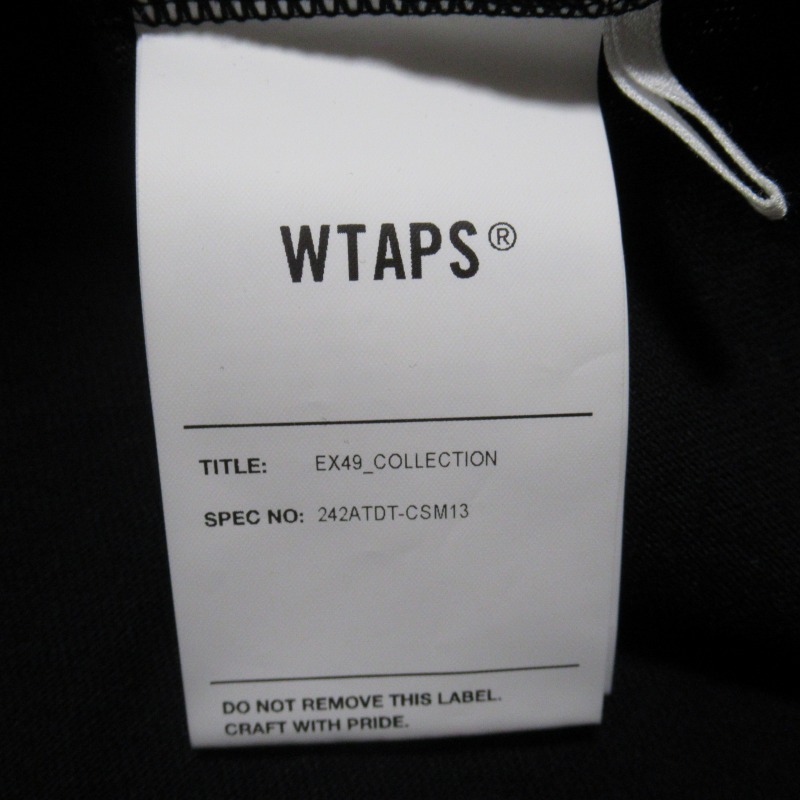 WTAPS®
TITLE: EX49_COLLECTION
SPEC NO: 242ATDT-CSM13
DO NOT REMOVE THIS LABEL.
CRAFT WITH PRIDE.